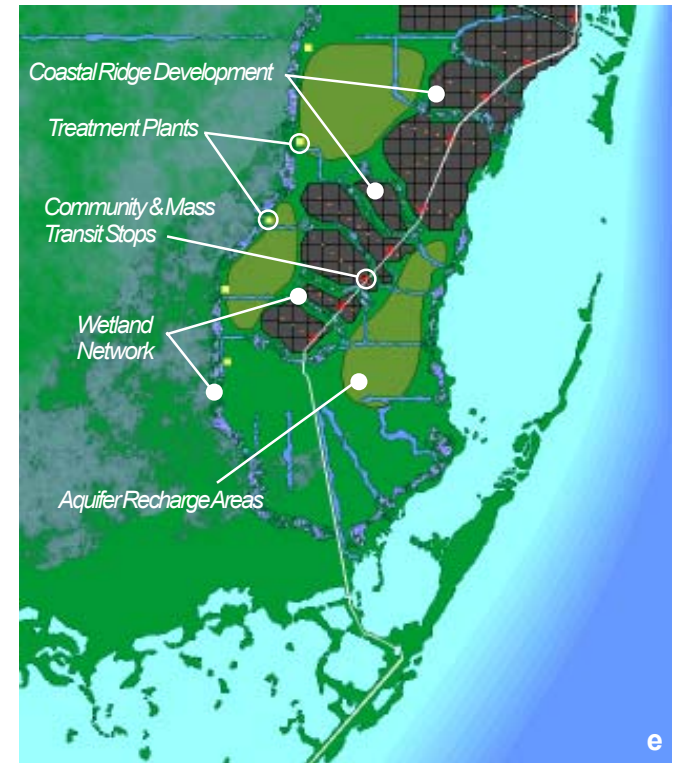 Coastal Ridge Development
Treatment Plants
Community & Mass
Transit Stops
Wetland
Network
Aquifer Recharge Areas
e